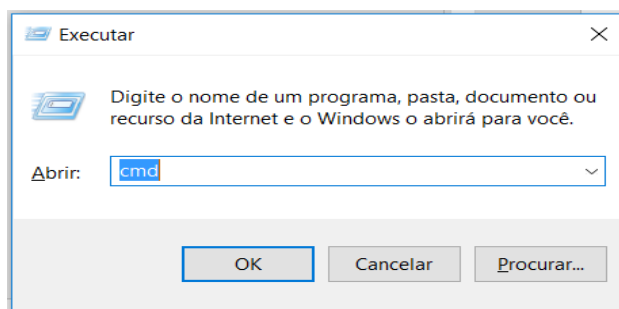 Executar
Digite o nome de um programa, pasta, documento ou
recurso da Internet e o Windows o abrirá para você.
Abrir: cmd
OK Cancelar Procurar...